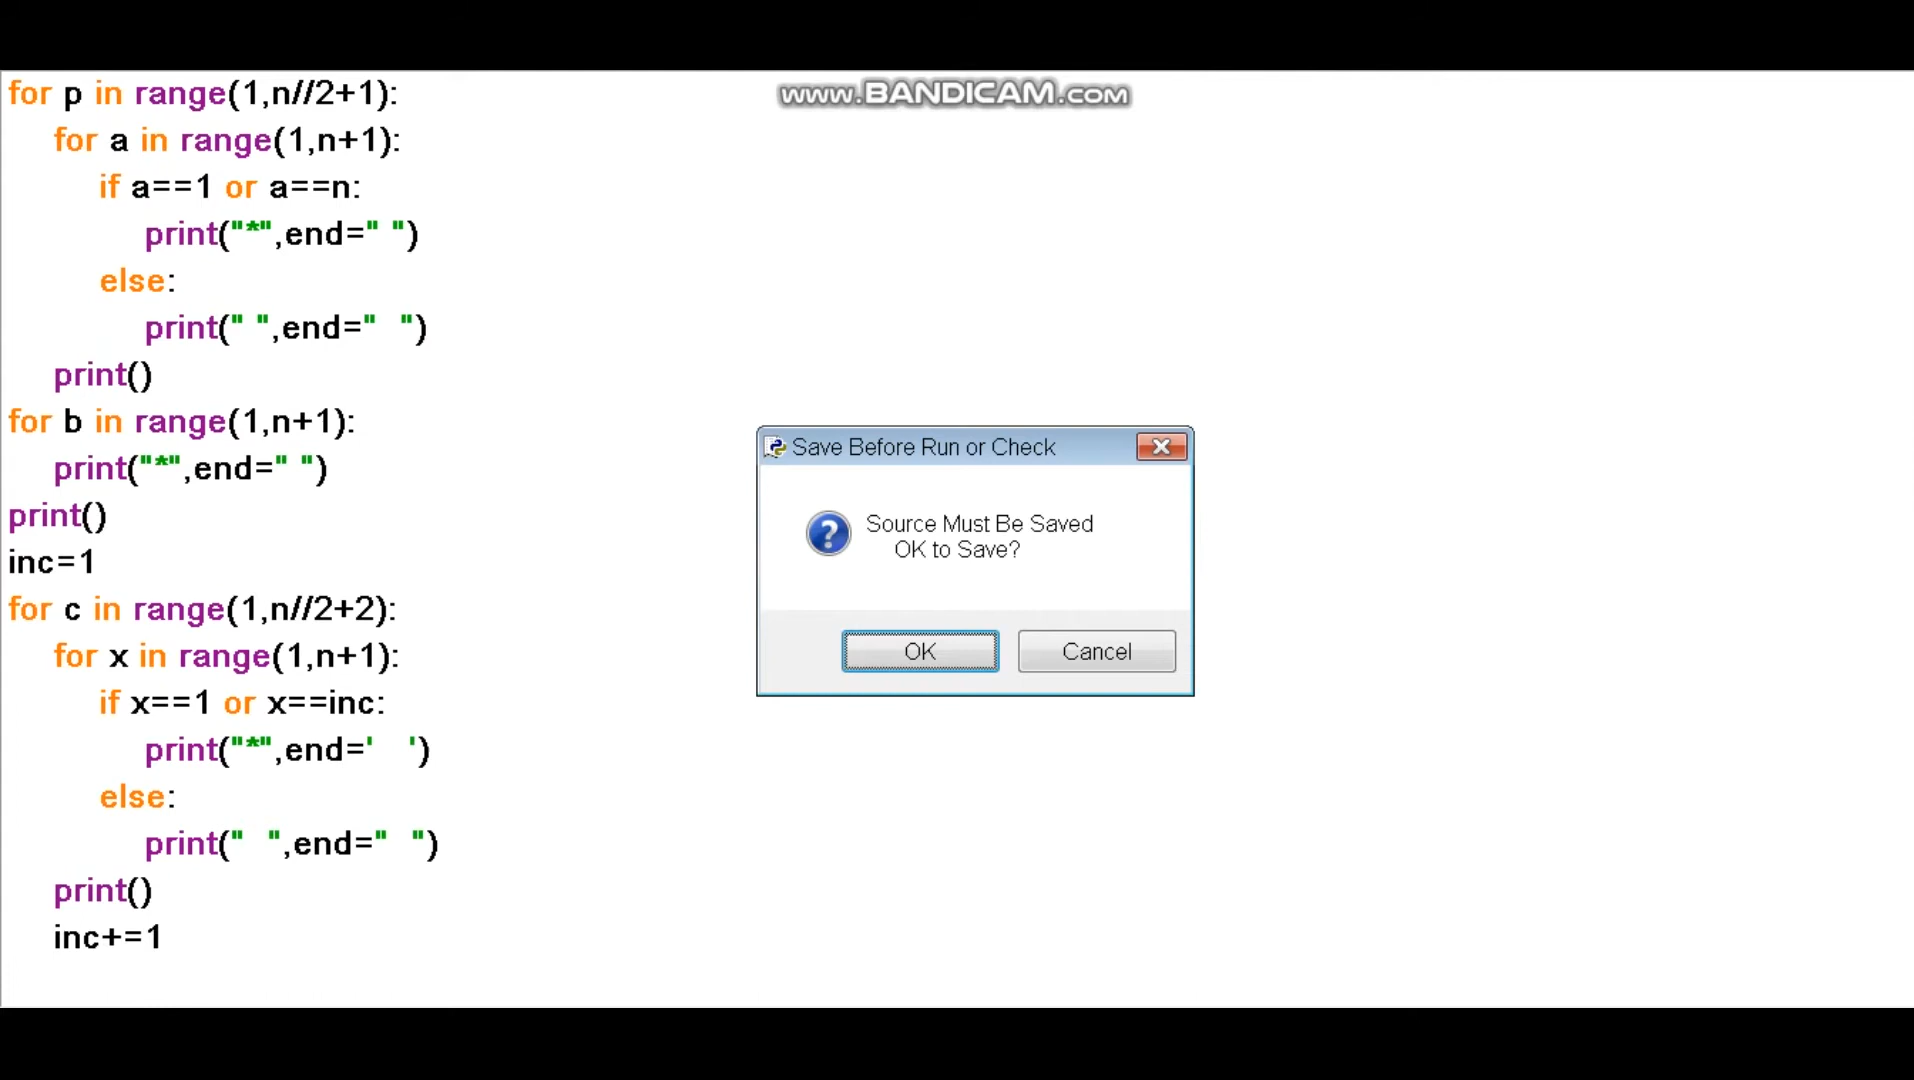 www.BANDICAM.com
for p in range(1,n//2+1):
    for a in range(1,n+1):
        if a==1 or a==n:
            print("*",end=" ")
        else:
            print(" ",end="  ")
    print()
for b in range(1,n+1):
    print("*",end=" ")
print()
inc=1
for c in range(1,n//2+2):
    for x in range(1,n+1):
        if x==1 or x==inc:
            print("*",end='   ')
        else:
            print("  ",end="  ")
    print()
    inc+=1
Save Before Run or Check
Source Must Be Saved
OK to Save?
OK
Cancel